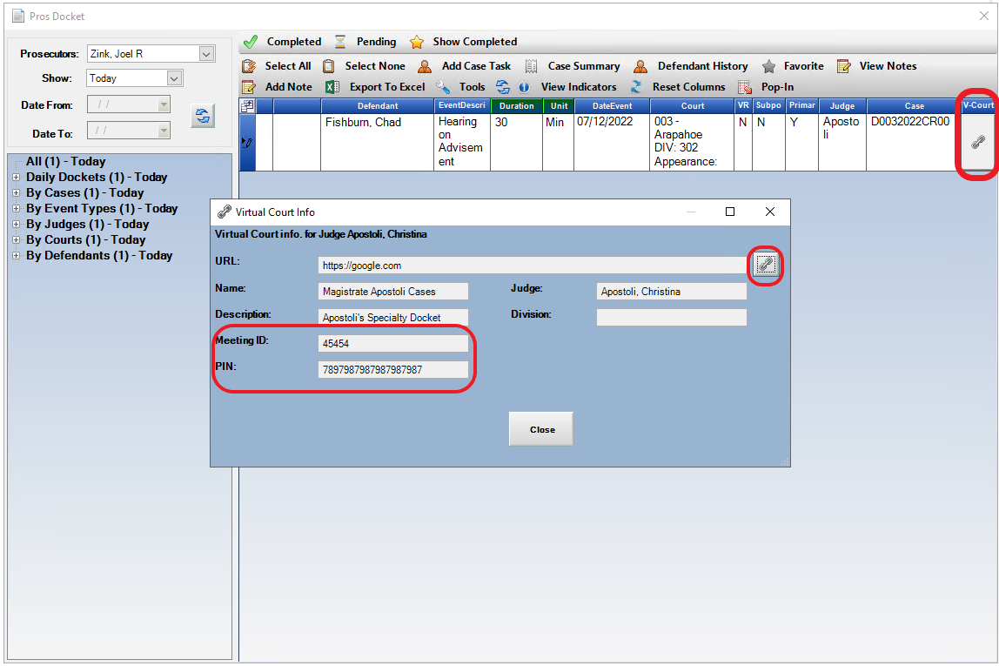 Pros Docket
Prosecutors: Zink, Joel R
Show: Today
Date From: / /
Date To: / /
All (1) - Today
Daily Dockets (1) - Today
By Cases (1) - Today
By Event Types (1) - Today
By Judges (1) - Today
By Courts (1) - Today
By Defendants (1) - Today
Completed Pending Show Completed
Select All Select None Add Case Task Case Summary Defendant History Favorite View Notes
Add Note Export To Excel Tools View Indicators Reset Columns Pop-In
Defendant EventDescri Duration Unit DateEvent Court VR Subpo Primar Judge Case V-Court
Fishburn, Chad Hearing 30 Min 07/12/2022 003 - N N Y Aposto D0032022CR00
on Arapahoe li
Advisem DIV: 302
ent Appearance:
Virtual Court Info
Virtual Court info. for Judge Apostoli, Christina
URL: https://google.com
Name: Magistrate Apostoli Cases Judge: Apostoli, Christina
Description: Apostoli's Specialty Docket Division:
Meeting ID: 45454
PIN: 7897987987987987987
Close